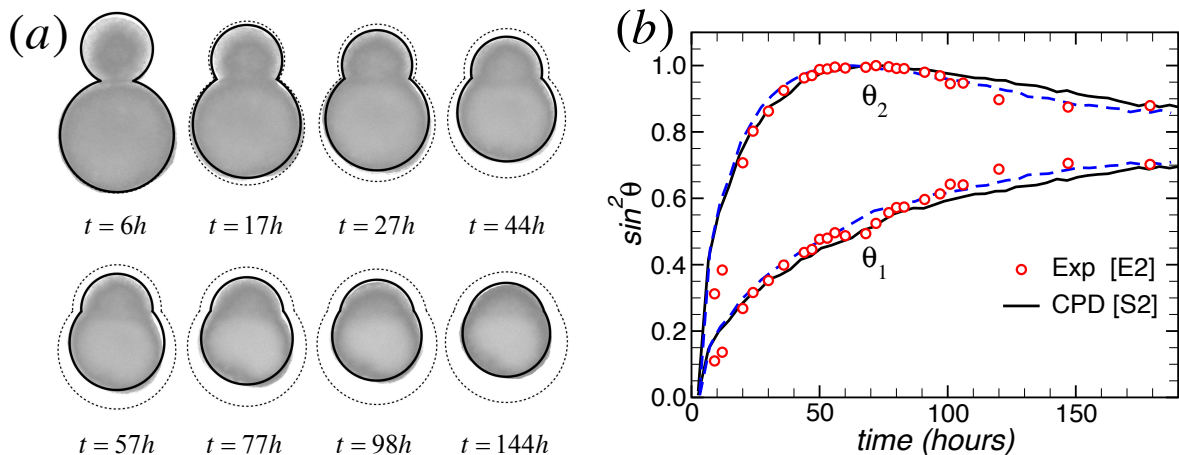 (a)
t = 6h t = 17h t = 27h t = 44h
t = 57h t = 77h t = 98h t = 144h
(b)
sin²θ
1.0
0.8
0.6
0.4
0.2
0.0
θ₂
θ₁
Exp [E2]
CPD [S2]
0 50 100 150
time (hours)